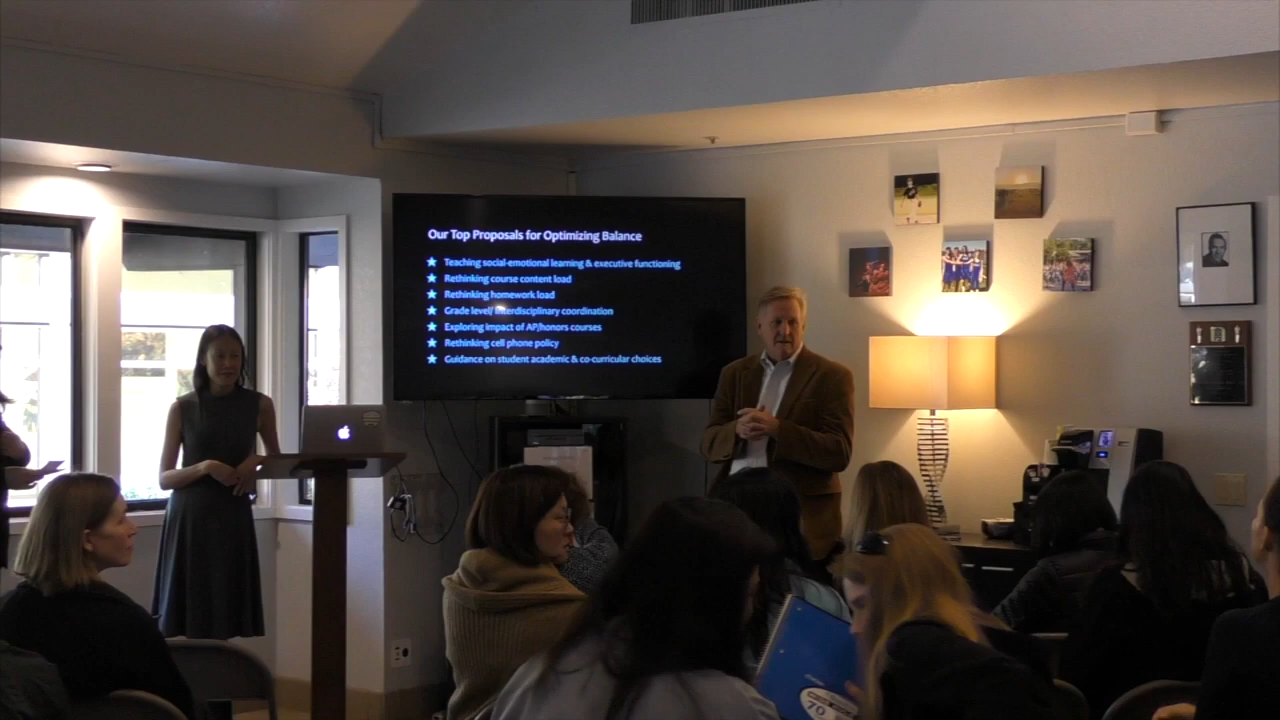 Our Top Proposals for Optimizing Balance
★ Teaching social-emotional learning & executive functioning
★ Rethinking course content load
★ Rethinking homework load
★ Grade level/ interdisciplinary coordination
★ Exploring impact of AP/honors courses
★ Rethinking cell phone policy
★ Guidance on student academic & co-curricular choices
70